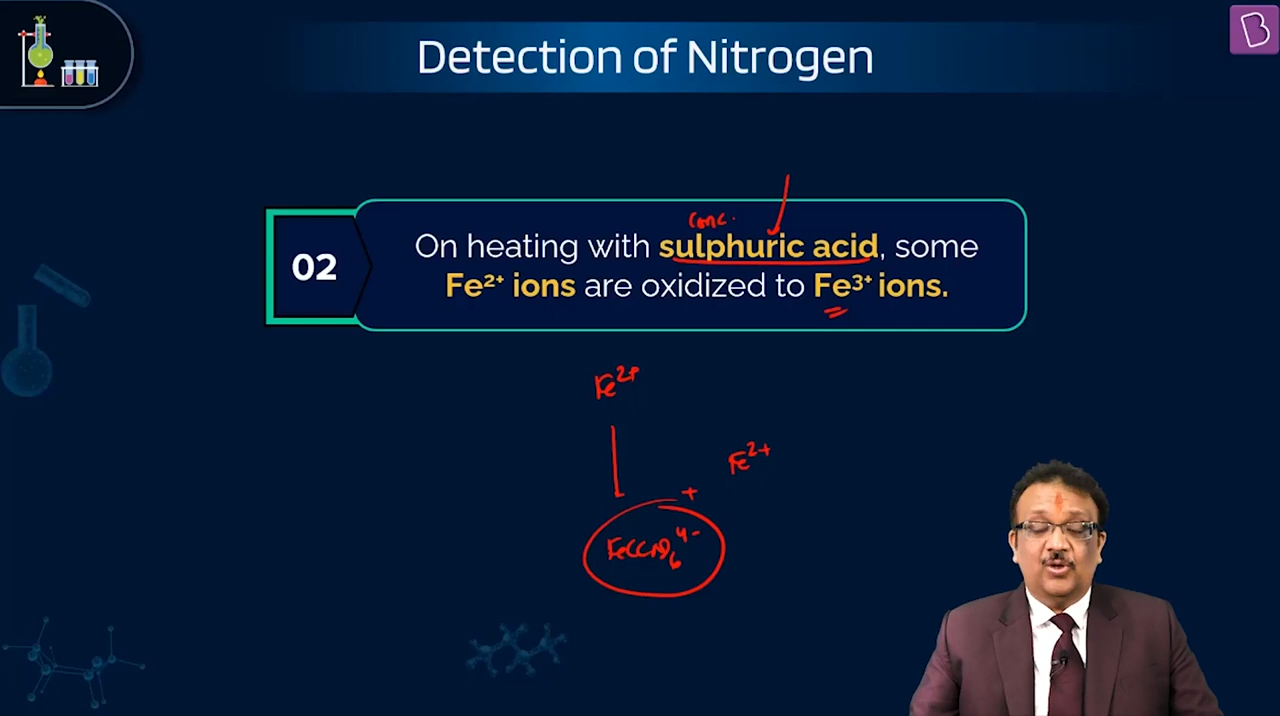 Detection of Nitrogen
conc.
02
On heating with sulphuric acid, some
Fe²⁺ ions are oxidized to Fe³⁺ ions.
Fe²⁺
Fe²⁺
+
Fe(CN)₆⁴⁻
B